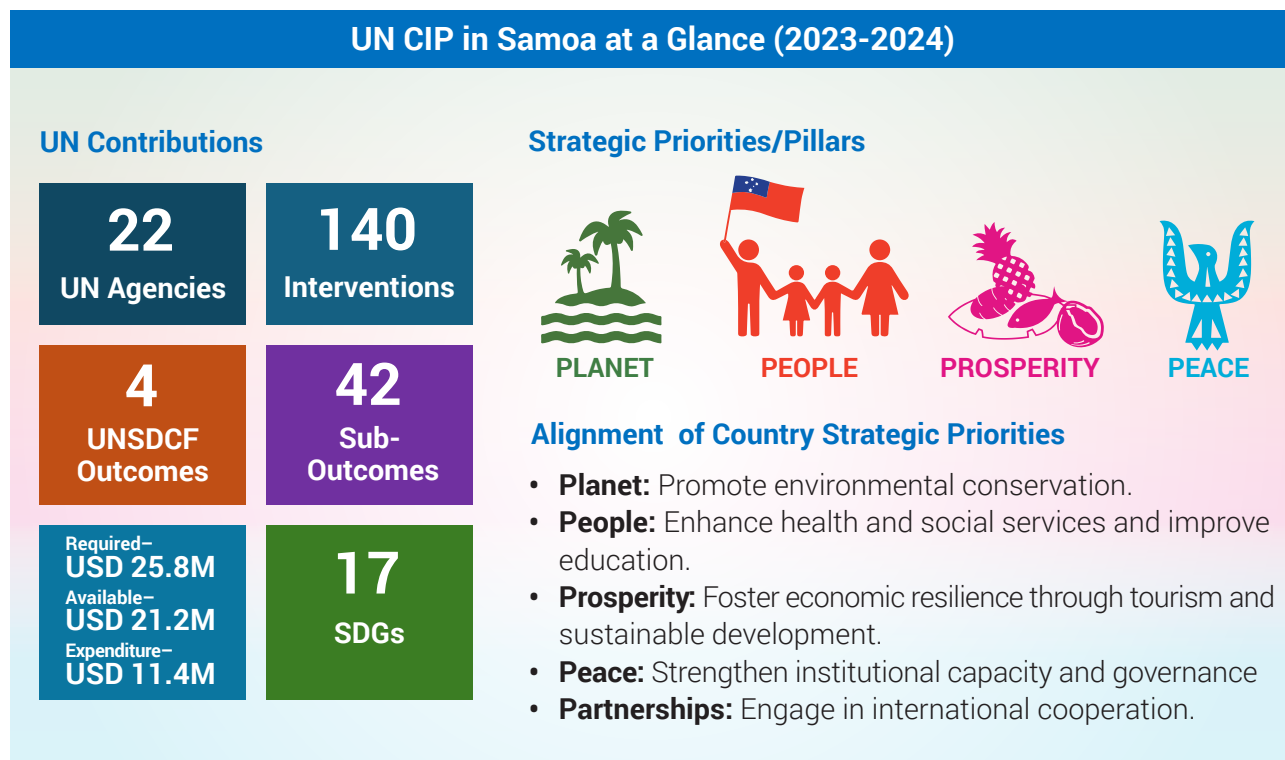 UN CIP in Samoa at a Glance (2023-2024)
UN Contributions
22
UN Agencies
140
Interventions
4
UNSDCF
Outcomes
42
Sub-
Outcomes
Required–
USD 25.8M
Available–
USD 21.2M
Expenditure–
USD 11.4M
17
SDGs
Strategic Priorities/Pillars
PLANET
PEOPLE
PROSPERITY
PEACE
Alignment of Country Strategic Priorities
• Planet: Promote environmental conservation.
• People: Enhance health and social services and improve
education.
• Prosperity: Foster economic resilience through tourism and
sustainable development.
• Peace: Strengthen institutional capacity and governance
• Partnerships: Engage in international cooperation.